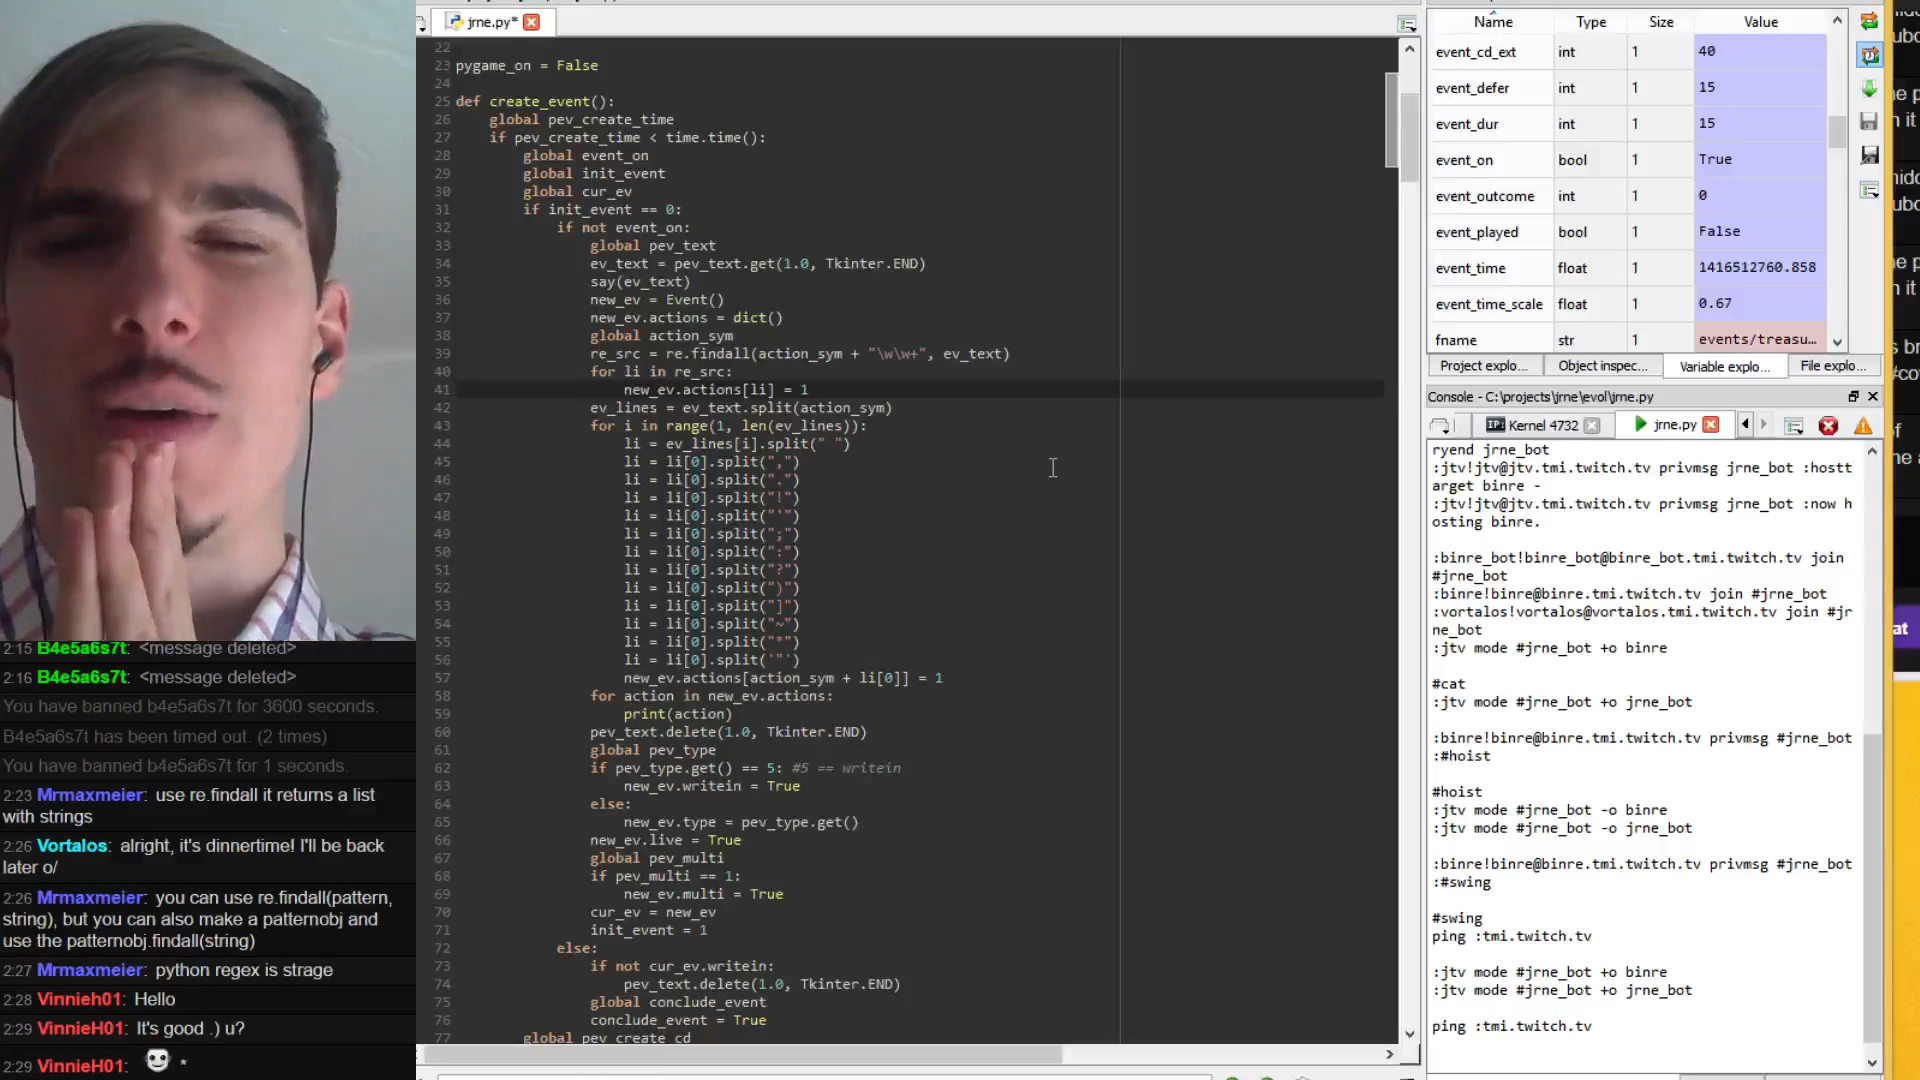 2:15 B4e5a6s7t: <message deleted>
2:16 B4e5a6s7t: <message deleted>
You have banned b4e5a6s7t for 3600 seconds.
B4e5a6s7t has been timed out. (2 times)
You have banned b4e5a6s7t for 1 seconds.
2:23 Mrmaxmeier: use re.findall it returns a list
with strings
2:26 Vortalos: alright, it's dinnertime! I'll be back
later o/
2:26 Mrmaxmeier: you can use re.findall(pattern,
string), but you can also make a patternobj and
use the patternobj.findall(string)
2:27 Mrmaxmeier: python regex is strage
2:28 Vinnieh01: Hello
2:29 VinnieH01: It's good .) u?
2:29 VinnieH01: *
jrne.py*
22
23 pygame_on = False
24
25 def create_event():
26 global pev_create_time
27 if pev_create_time < time.time():
28 global event_on
29 global init_event
30 global cur_ev
31 if init_event == 0:
32 if not event_on:
33 global pev_text
34 ev_text = pev_text.get(1.0, Tkinter.END)
35 say(ev_text)
36 new_ev = Event()
37 new_ev.actions = dict()
38 global action_sym
39 re_src = re.findall(action_sym + "\w\w+", ev_text)
40 for li in re_src:
41 new_ev.actions[li] = 1
42 ev_lines = ev_text.split(action_sym)
43 for i in range(1, len(ev_lines)):
44 li = ev_lines[i].split(" ")
45 li = li[0].split(",")
46 li = li[0].split(".")
47 li = li[0].split("!")
48 li = li[0].split("'")
49 li = li[0].split(";")
50 li = li[0].split(":")
51 li = li[0].split("?")
52 li = li[0].split(")")
53 li = li[0].split("]")
54 li = li[0].split("~")
55 li = li[0].split("*")
56 li = li[0].split('"')
57 new_ev.actions[action_sym + li[0]] = 1
58 for action in new_ev.actions:
59 print(action)
60 pev_text.delete(1.0, Tkinter.END)
61 global pev_type
62 if pev_type.get() == 5: #5 == writein
63 new_ev.writein = True
64 else:
65 new_ev.type = pev_type.get()
66 new_ev.live = True
67 global pev_multi
68 if pev_multi == 1:
69 new_ev.multi = True
70 cur_ev = new_ev
71 init_event = 1
72 else:
73 if not cur_ev.writein:
74 pev_text.delete(1.0, Tkinter.END)
75 global conclude_event
76 conclude_event = True
77 global pev_create_cd
Name Type Size Value
event_cd_ext int 1 40
event_defer int 1 15
event_dur int 1 15
event_on bool 1 True
event_outcome int 1 0
event_played bool 1 False
event_time float 1 1416512760.858
event_time_scale float 1 0.67
fname str 1 events/treasu...
Project explo... Object inspec... Variable explo... File explo...
Console - C:\projects\jrne\evol\jrne.py
IP: Kernel 4732 jrne.py
ryend jrne_bot
:jtv!jtv@jtv.tmi.twitch.tv privmsg jrne_bot :hostt
arget binre -
:jtv!jtv@jtv.tmi.twitch.tv privmsg jrne_bot :now h
osting binre.
:binre_bot!binre_bot@binre_bot.tmi.twitch.tv join
#jrne_bot
:binre!binre@binre.tmi.twitch.tv join #jrne_bot
:vortalos!vortalos@vortalos.tmi.twitch.tv join #jr
ne_bot
:jtv mode #jrne_bot +o binre
#cat
:jtv mode #jrne_bot +o jrne_bot
:binre!binre@binre.tmi.twitch.tv privmsg #jrne_bot
:#hoist
#hoist
:jtv mode #jrne_bot -o binre
:jtv mode #jrne_bot -o jrne_bot
:binre!binre@binre.tmi.twitch.tv privmsg #jrne_bot
:#swing
#swing
ping :tmi.twitch.tv
:jtv mode #jrne_bot +o binre
:jtv mode #jrne_bot +o jrne_bot
ping :tmi.twitch.tv